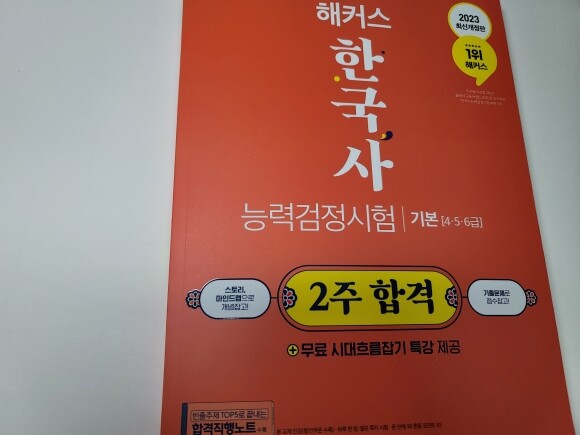 해커스
2023
최신개정판
1위
해커스
한국사
능력검정시험 기본 [4·5·6급]
스토리,
마인드맵으로
개념잡고!
2주 합격
기출문제로
점수잡고!
+ 무료 시대흐름잡기 특강 제공
빈출주제 TOP5로 끝내는
합격직행노트 수록